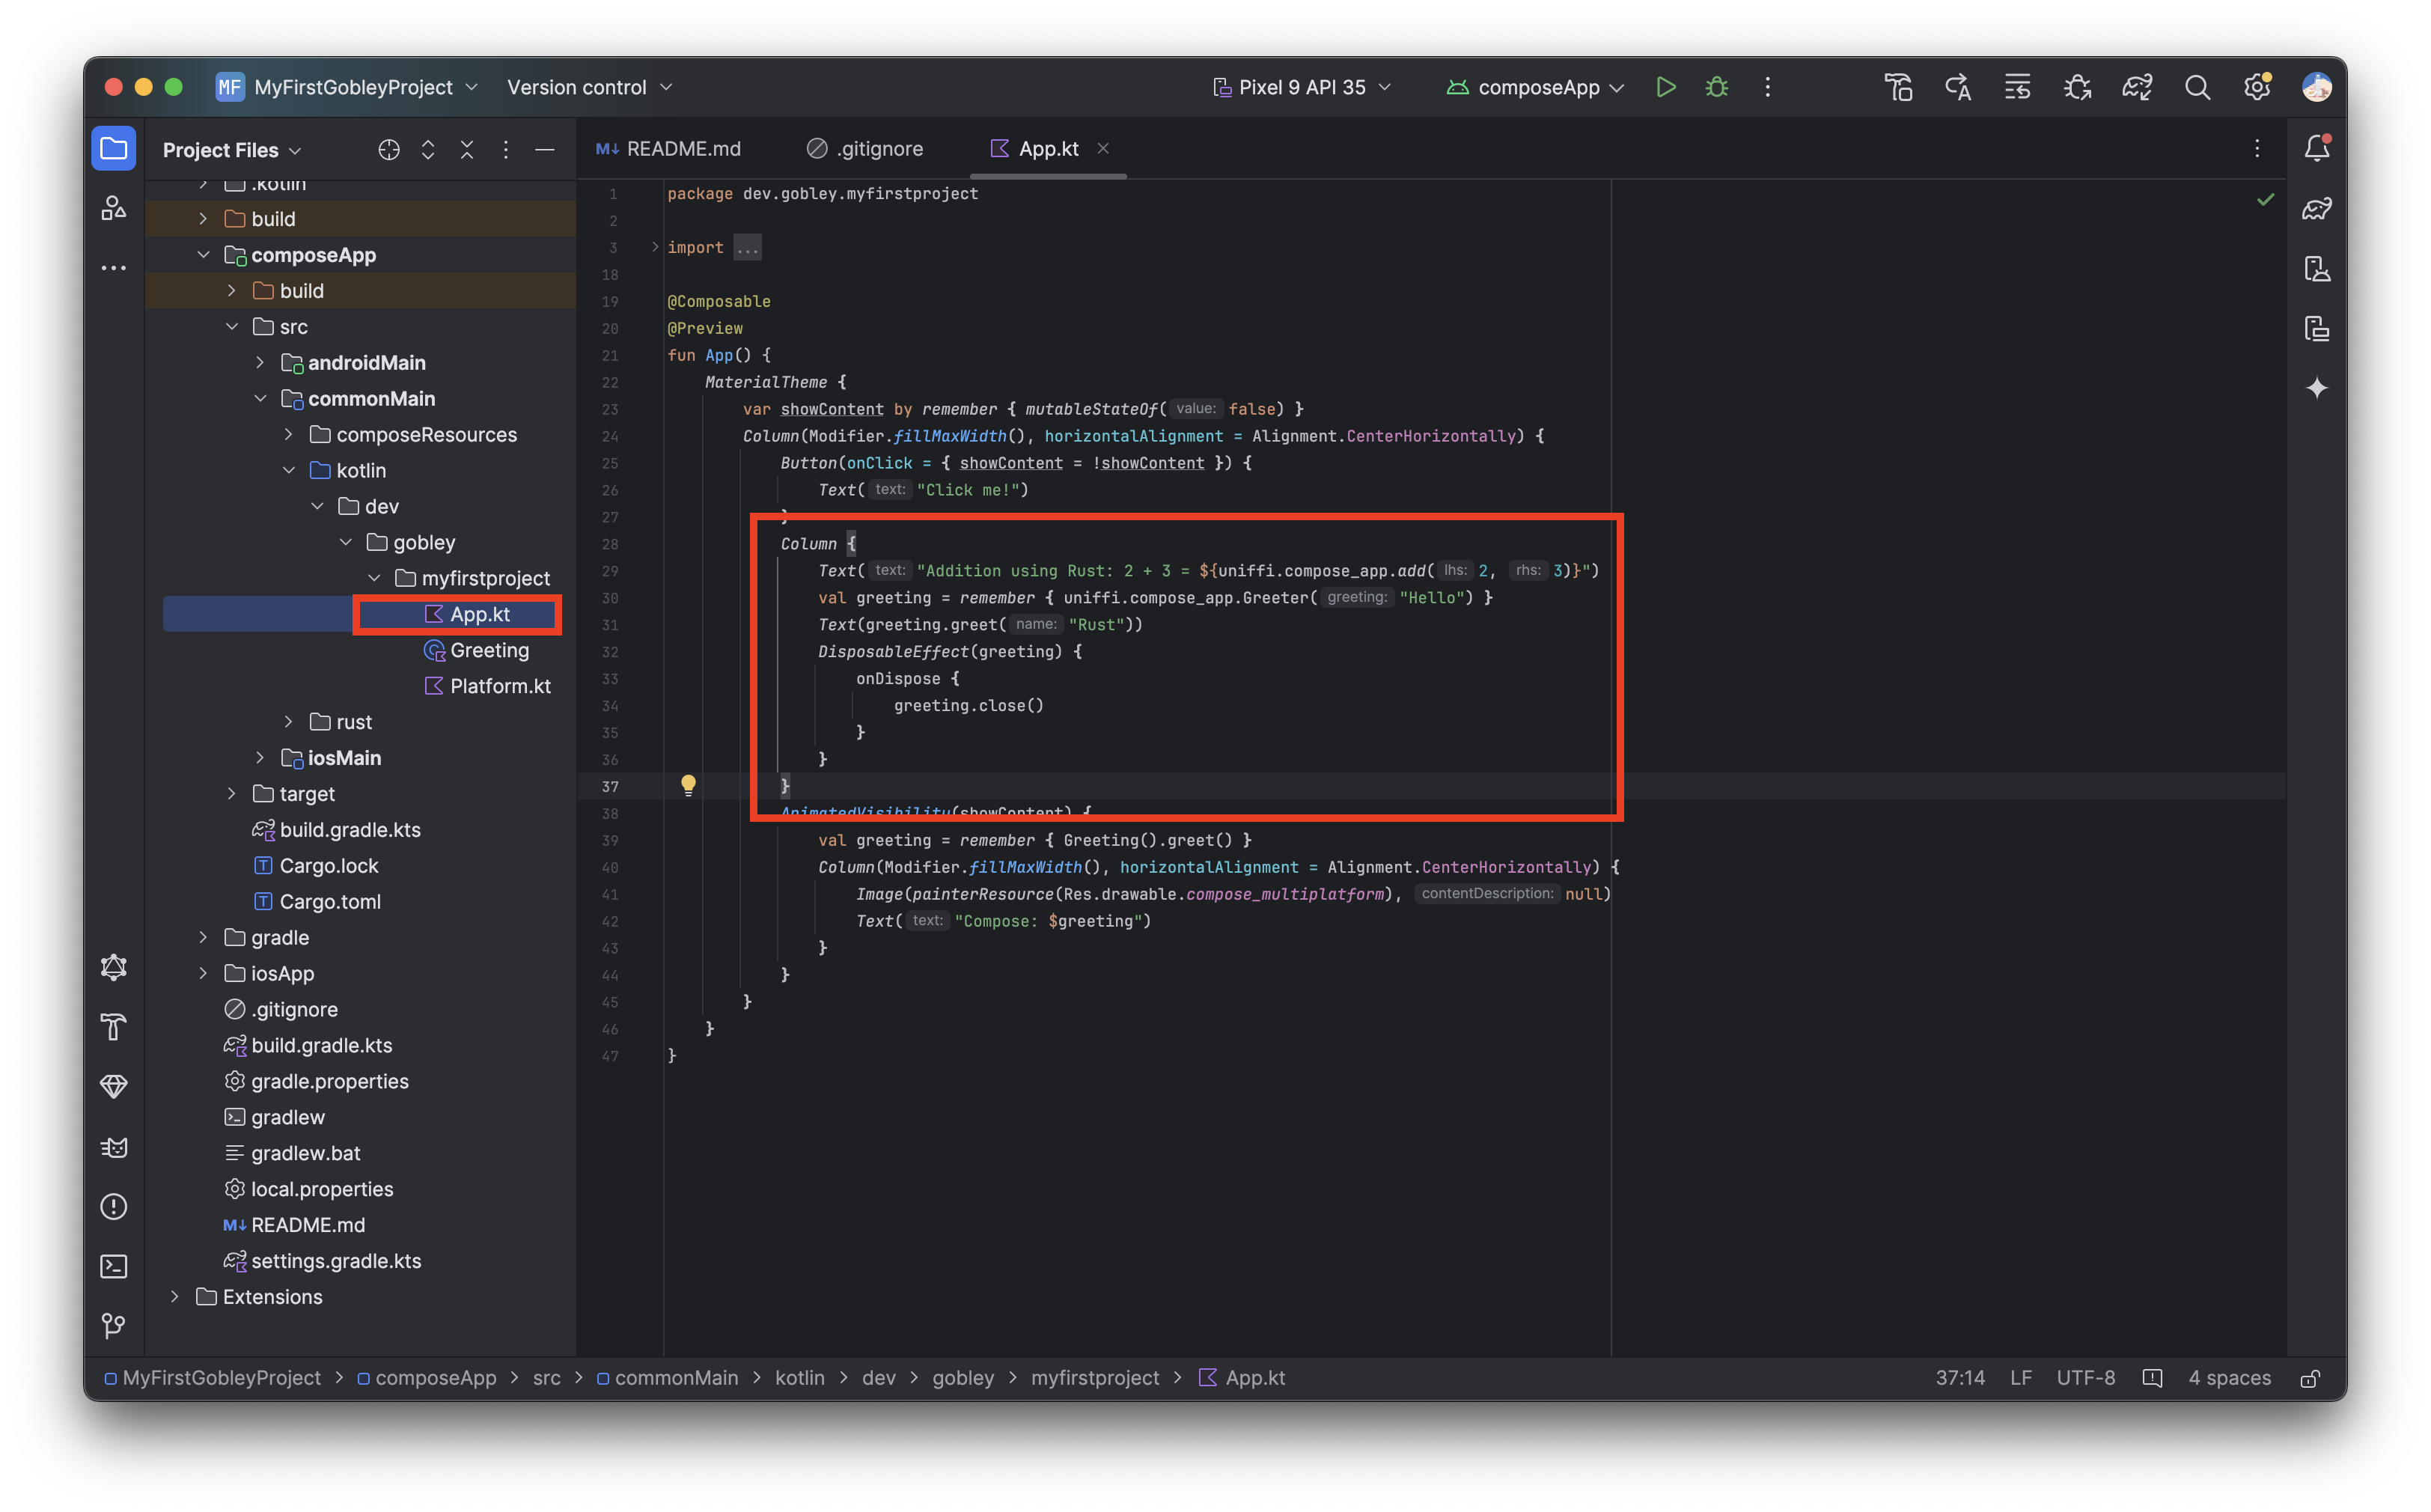 MF MyFirstGobleyProject Version control Pixel 9 API 35 composeApp
Project Files
README.md .gitignore App.kt
.kotlin
build
composeApp
build
src
androidMain
commonMain
composeResources
kotlin
dev
gobley
myfirstproject
App.kt
Greeting
Platform.kt
rust
iosMain
target
build.gradle.kts
Cargo.lock
Cargo.toml
gradle
iosApp
.gitignore
build.gradle.kts
gradle.properties
gradlew
gradlew.bat
local.properties
README.md
settings.gradle.kts
Extensions
1 package dev.gobley.myfirstproject
2
3 import ...
18
19 @Composable
20 @Preview
21 fun App() {
22 MaterialTheme {
23 var showContent by remember { mutableStateOf( value: false) }
24 Column(Modifier.fillMaxWidth(), horizontalAlignment = Alignment.CenterHorizontally) {
25 Button(onClick = { showContent = !showContent }) {
26 Text( text: "Click me!")
27 }
28 Column {
29 Text( text: "Addition using Rust: 2 + 3 = ${uniffi.compose_app.add( lhs: 2, rhs: 3)}")
30 val greeting = remember { uniffi.compose_app.Greeter( greeting: "Hello") }
31 Text(greeting.greet( name: "Rust"))
32 DisposableEffect(greeting) {
33 onDispose {
34 greeting.close()
35 }
36 }
37 }
38 AnimatedVisibility(showContent) {
39 val greeting = remember { Greeting().greet() }
40 Column(Modifier.fillMaxWidth(), horizontalAlignment = Alignment.CenterHorizontally) {
41 Image(painterResource(Res.drawable.compose_multiplatform), contentDescription: null)
42 Text( text: "Compose: $greeting")
43 }
44 }
45 }
46 }
47 }
MyFirstGobleyProject > composeApp > src > commonMain > kotlin > dev > gobley > myfirstproject > App.kt 37:14 LF UTF-8 4 spaces